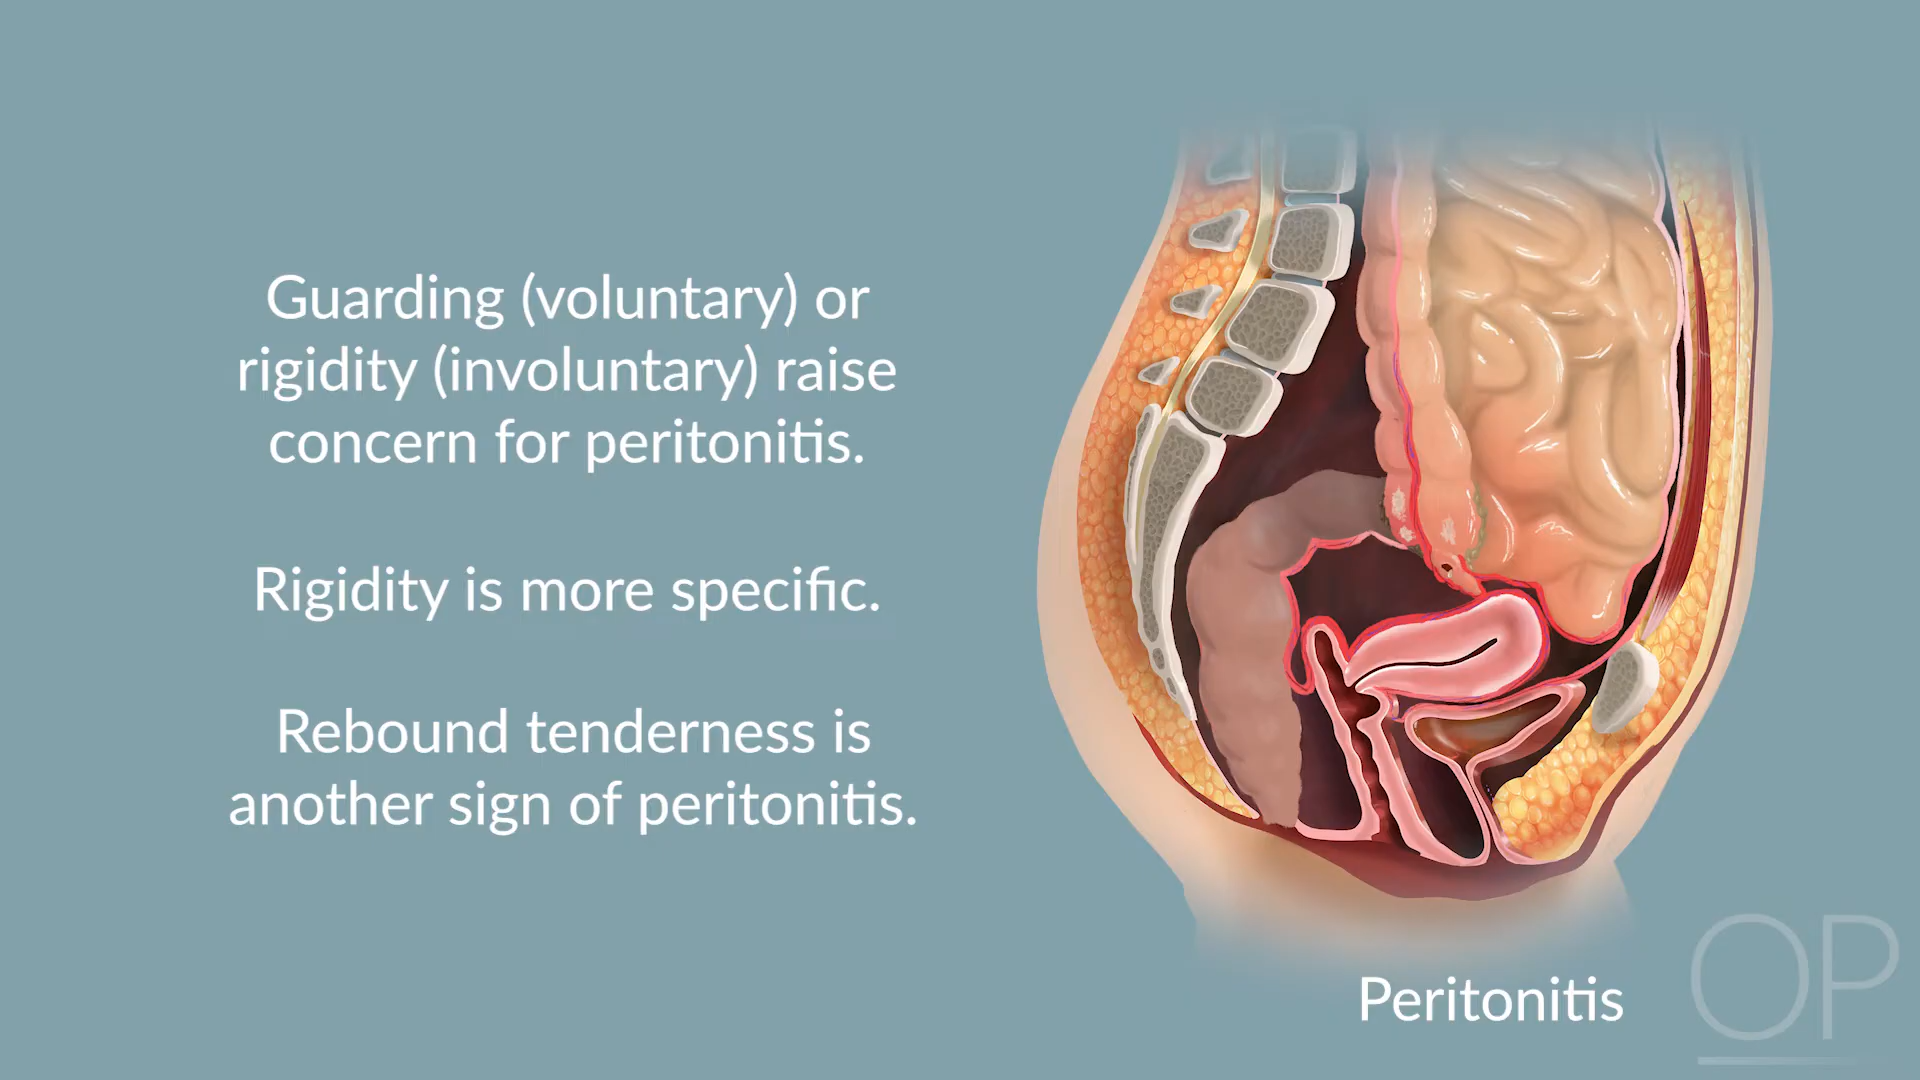 Guarding (voluntary) or
rigidity (involuntary) raise
concern for peritonitis.
Rigidity is more specific.
Rebound tenderness is
another sign of peritonitis.
Peritonitis
OP